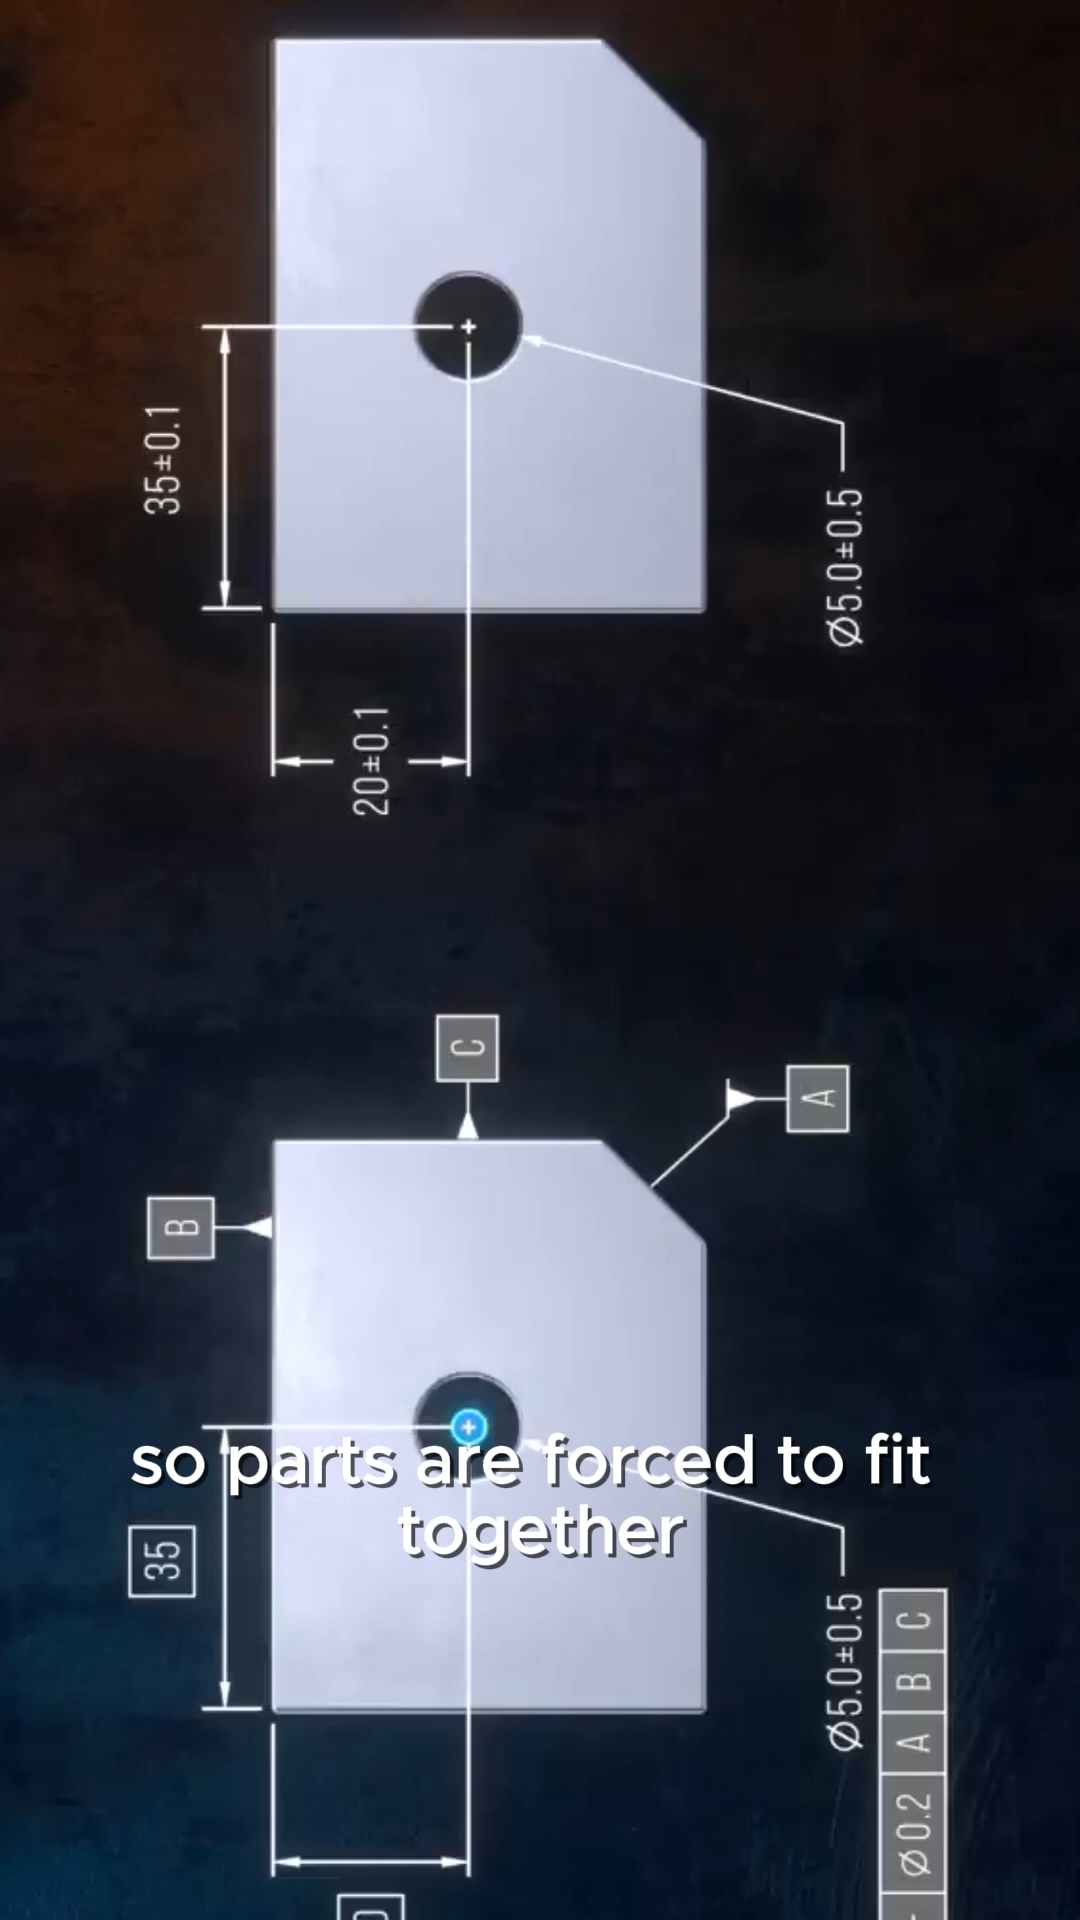 35±0.1
Ø5.0±0.5
20±0.1
C
A
B
so parts are forced to fit
together
35
Ø5.0±0.5
Ø0.2 A B C